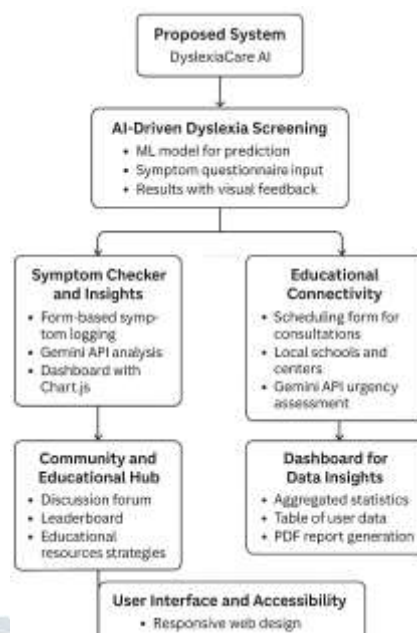 Proposed System
DyslexiaCare AI
AI-Driven Dyslexia Screening
• ML model for prediction
• Symptom questionnaire input
• Results with visual feedback
Symptom Checker
and Insights
• Form-based symp-
tom logging
• Gemini API analysis
• Dashboard with
Chart.js
Educational
Connectivity
• Scheduling form for
consultations
• Local schools and
centers
• Gemini API urgency
assessment
Community and
Educational Hub
• Discussion forum
• Leaderboard
• Educational
resources strategies
Dashboard for
Data Insights
• Aggregated statistics
• Table of user data
• PDF report generation
User Interface and Accessibility
• Responsive web design